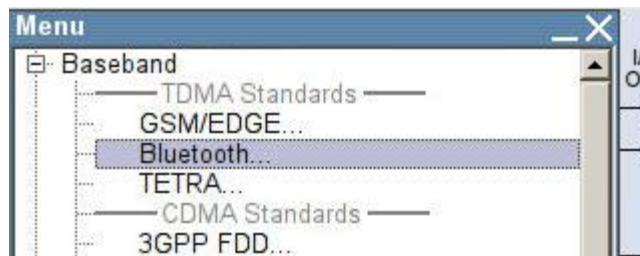 Menu
Baseband
TDMA Standards
GSM/EDGE...
Bluetooth...
TETRA...
CDMA Standards
3GPP FDD...